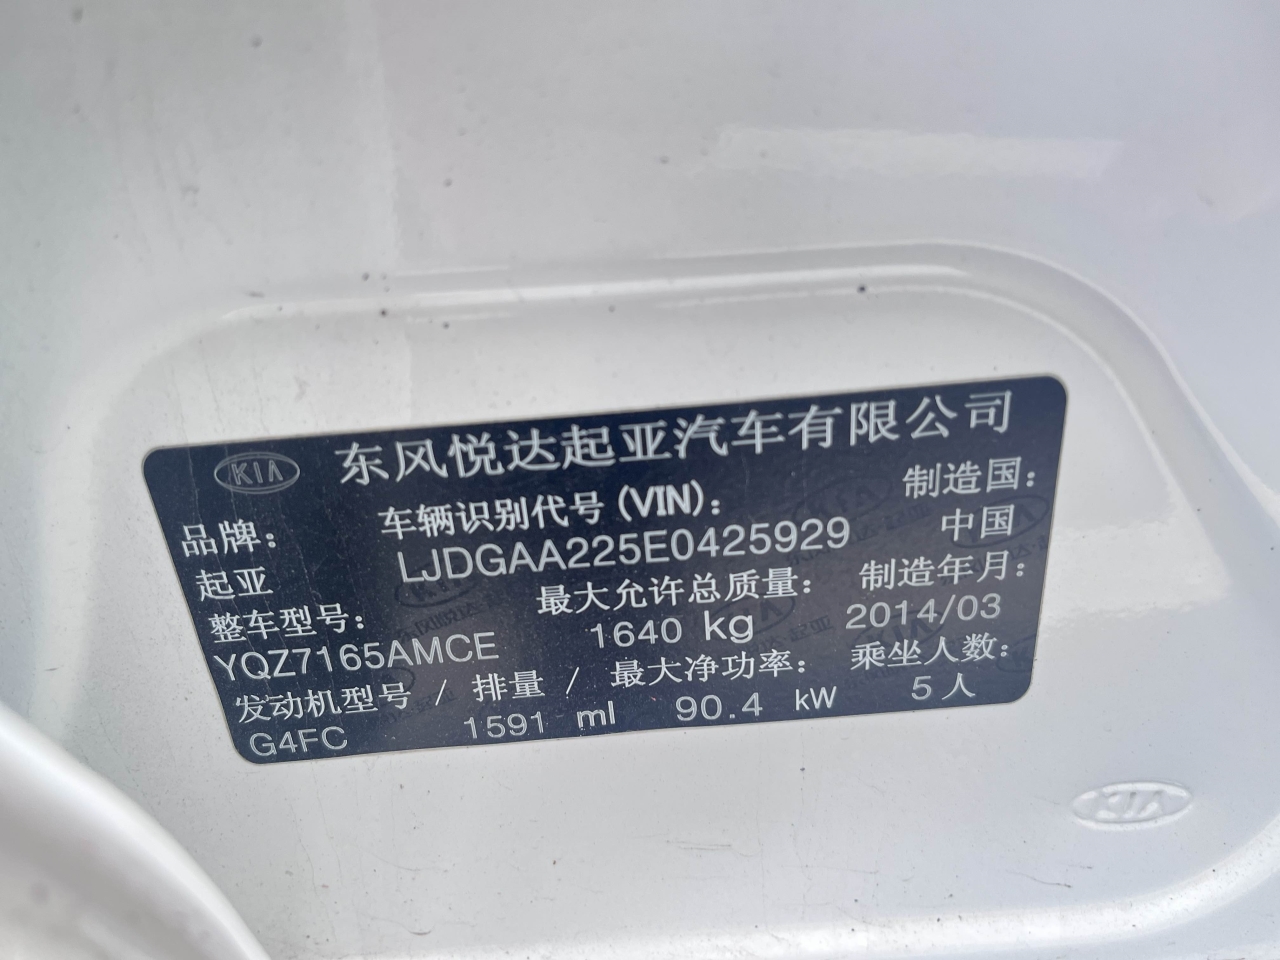 KIA 东风悦达起亚汽车有限公司
品牌： 车辆识别代号(VIN)： 制造国：
起亚 LJDGAA225E0425929 中国
整车型号： 最大允许总质量： 制造年月：
YQZ7165AMCE 1640 kg 2014/03
发动机型号 / 排量 / 最大净功率： 乘坐人数：
G4FC 1591 ml 90.4 kW 5人
KIA